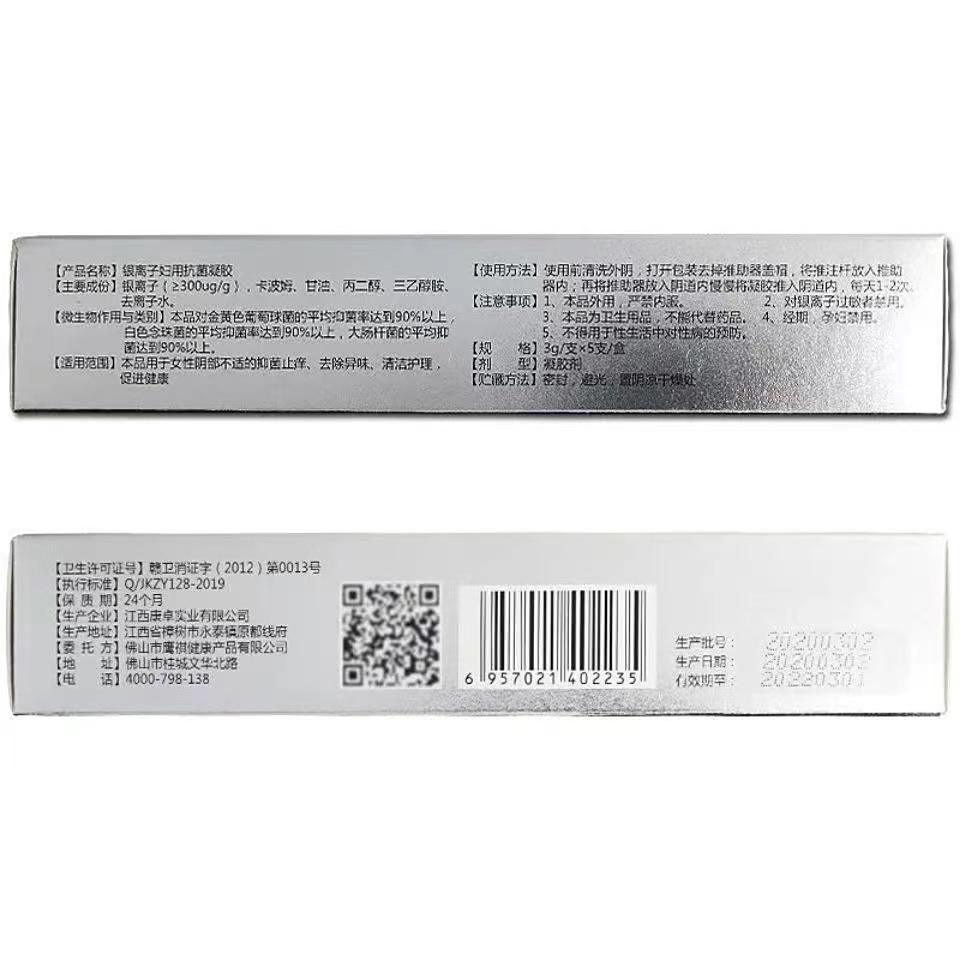 【产品名称】银离子妇用抗菌凝胶
【主要成份】银离子（≥300ug/g），卡波姆、甘油、丙二醇、三乙醇胺、
去离子水。
【微生物作用与类别】本品对金黄色葡萄球菌的平均抑菌率达到90%以上，
白色念珠菌的平均抑菌率达到90%以上，大肠杆菌的平均抑
菌达到90%以上。
【适用范围】本品用于女性阴部不适的抑菌止痒、去除异味、清洁护理，
促进健康
【使用方法】使用前清洗外阴，打开包装去掉推助器盖帽，将推注杆放入推助
器内；再将推助器放入阴道内慢慢将凝胶推入阴道内，每天1-2次。
【注意事项】1、本品外用，严禁内服。 2、对银离子过敏者禁用。
3、本品为卫生用品，不能代替药品。 4、经期，孕妇禁用。
5、不得用于性生活中对性病的预防。
【规 格】3g/支×5支/盒
【剂 型】凝胶剂
【贮藏方法】密封，避光，置阴凉干燥处
【卫生许可证号】赣卫消证字（2012）第0013号
【执行标准】Q/JKZY128-2019
【保 质 期】24个月
【生产企业】江西康卓实业有限公司
【生产地址】江西省樟树市永泰镇原都线府
【委 托 方】佛山市鹰祺健康产品有限公司
【地 址】佛山市桂城文华北路
【电 话】4000-798-138
6 957021 402235
生产批号： 20200302
生产日期： 20200302
有效期至： 20220301